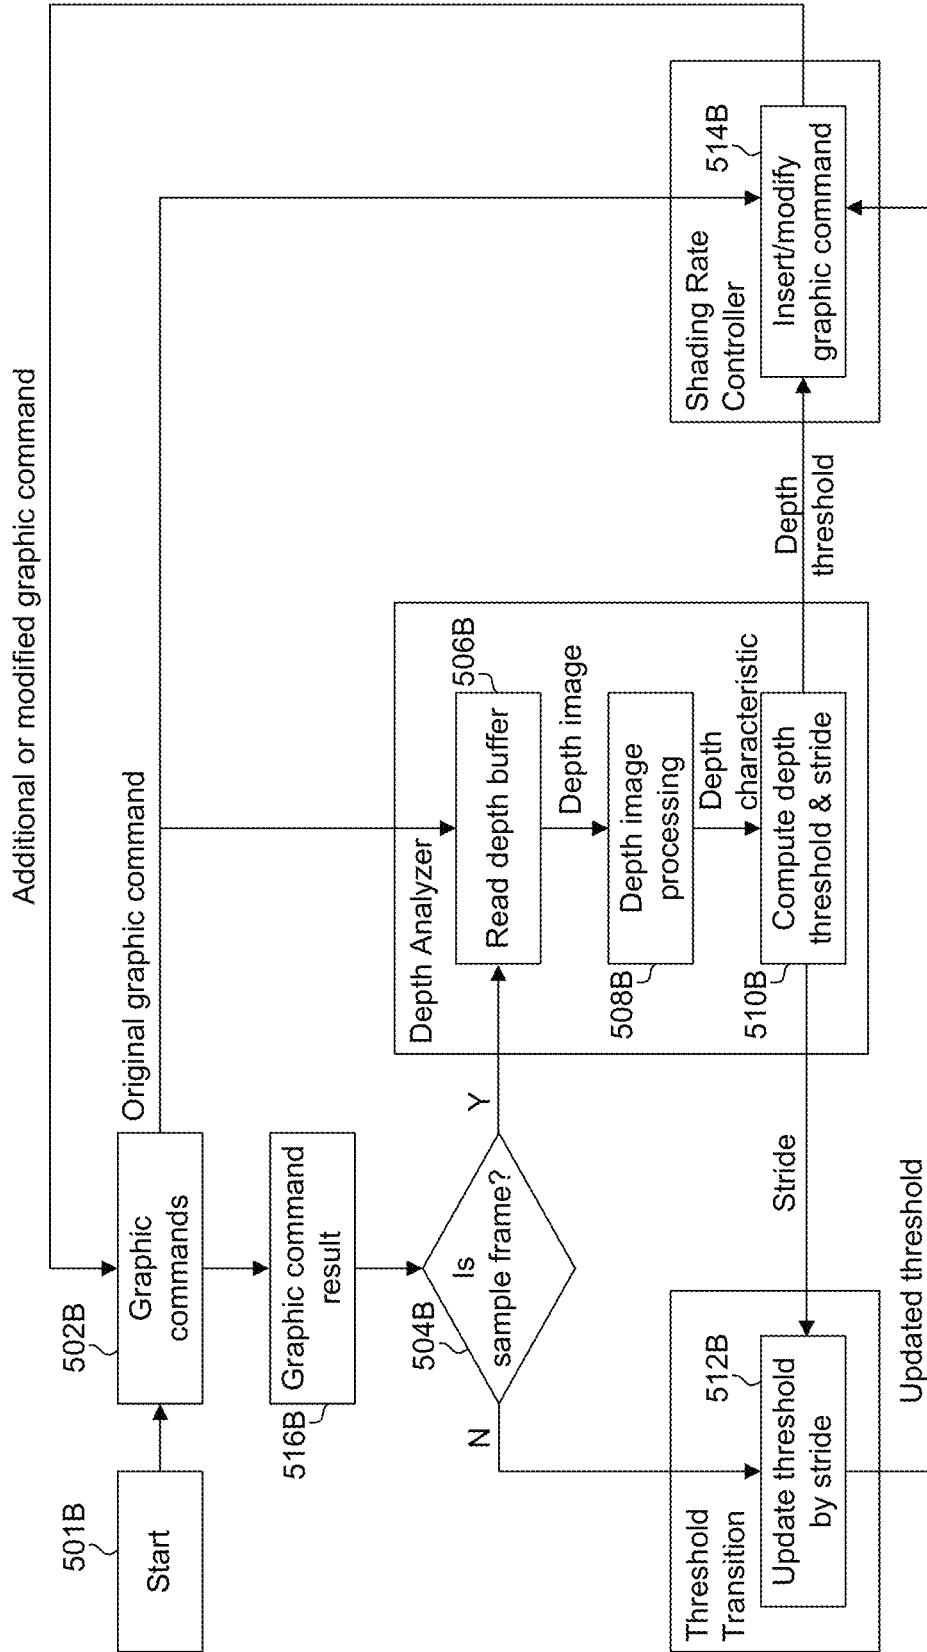 Additional or modified graphic command
Original graphic command
501B
Start
502B
Graphic
commands
516B
Graphic command
result
504B
Is
sample frame?
Y
N
Depth Analyzer
506B
Read depth buffer
Depth image
508B
Depth image
processing
Depth
characteristic
510B
Compute depth
threshold & stride
Stride
Depth
threshold
Threshold
Transition
512B
Update threshold
by stride
Updated threshold
Shading Rate
Controller
514B
Insert/modify
graphic command